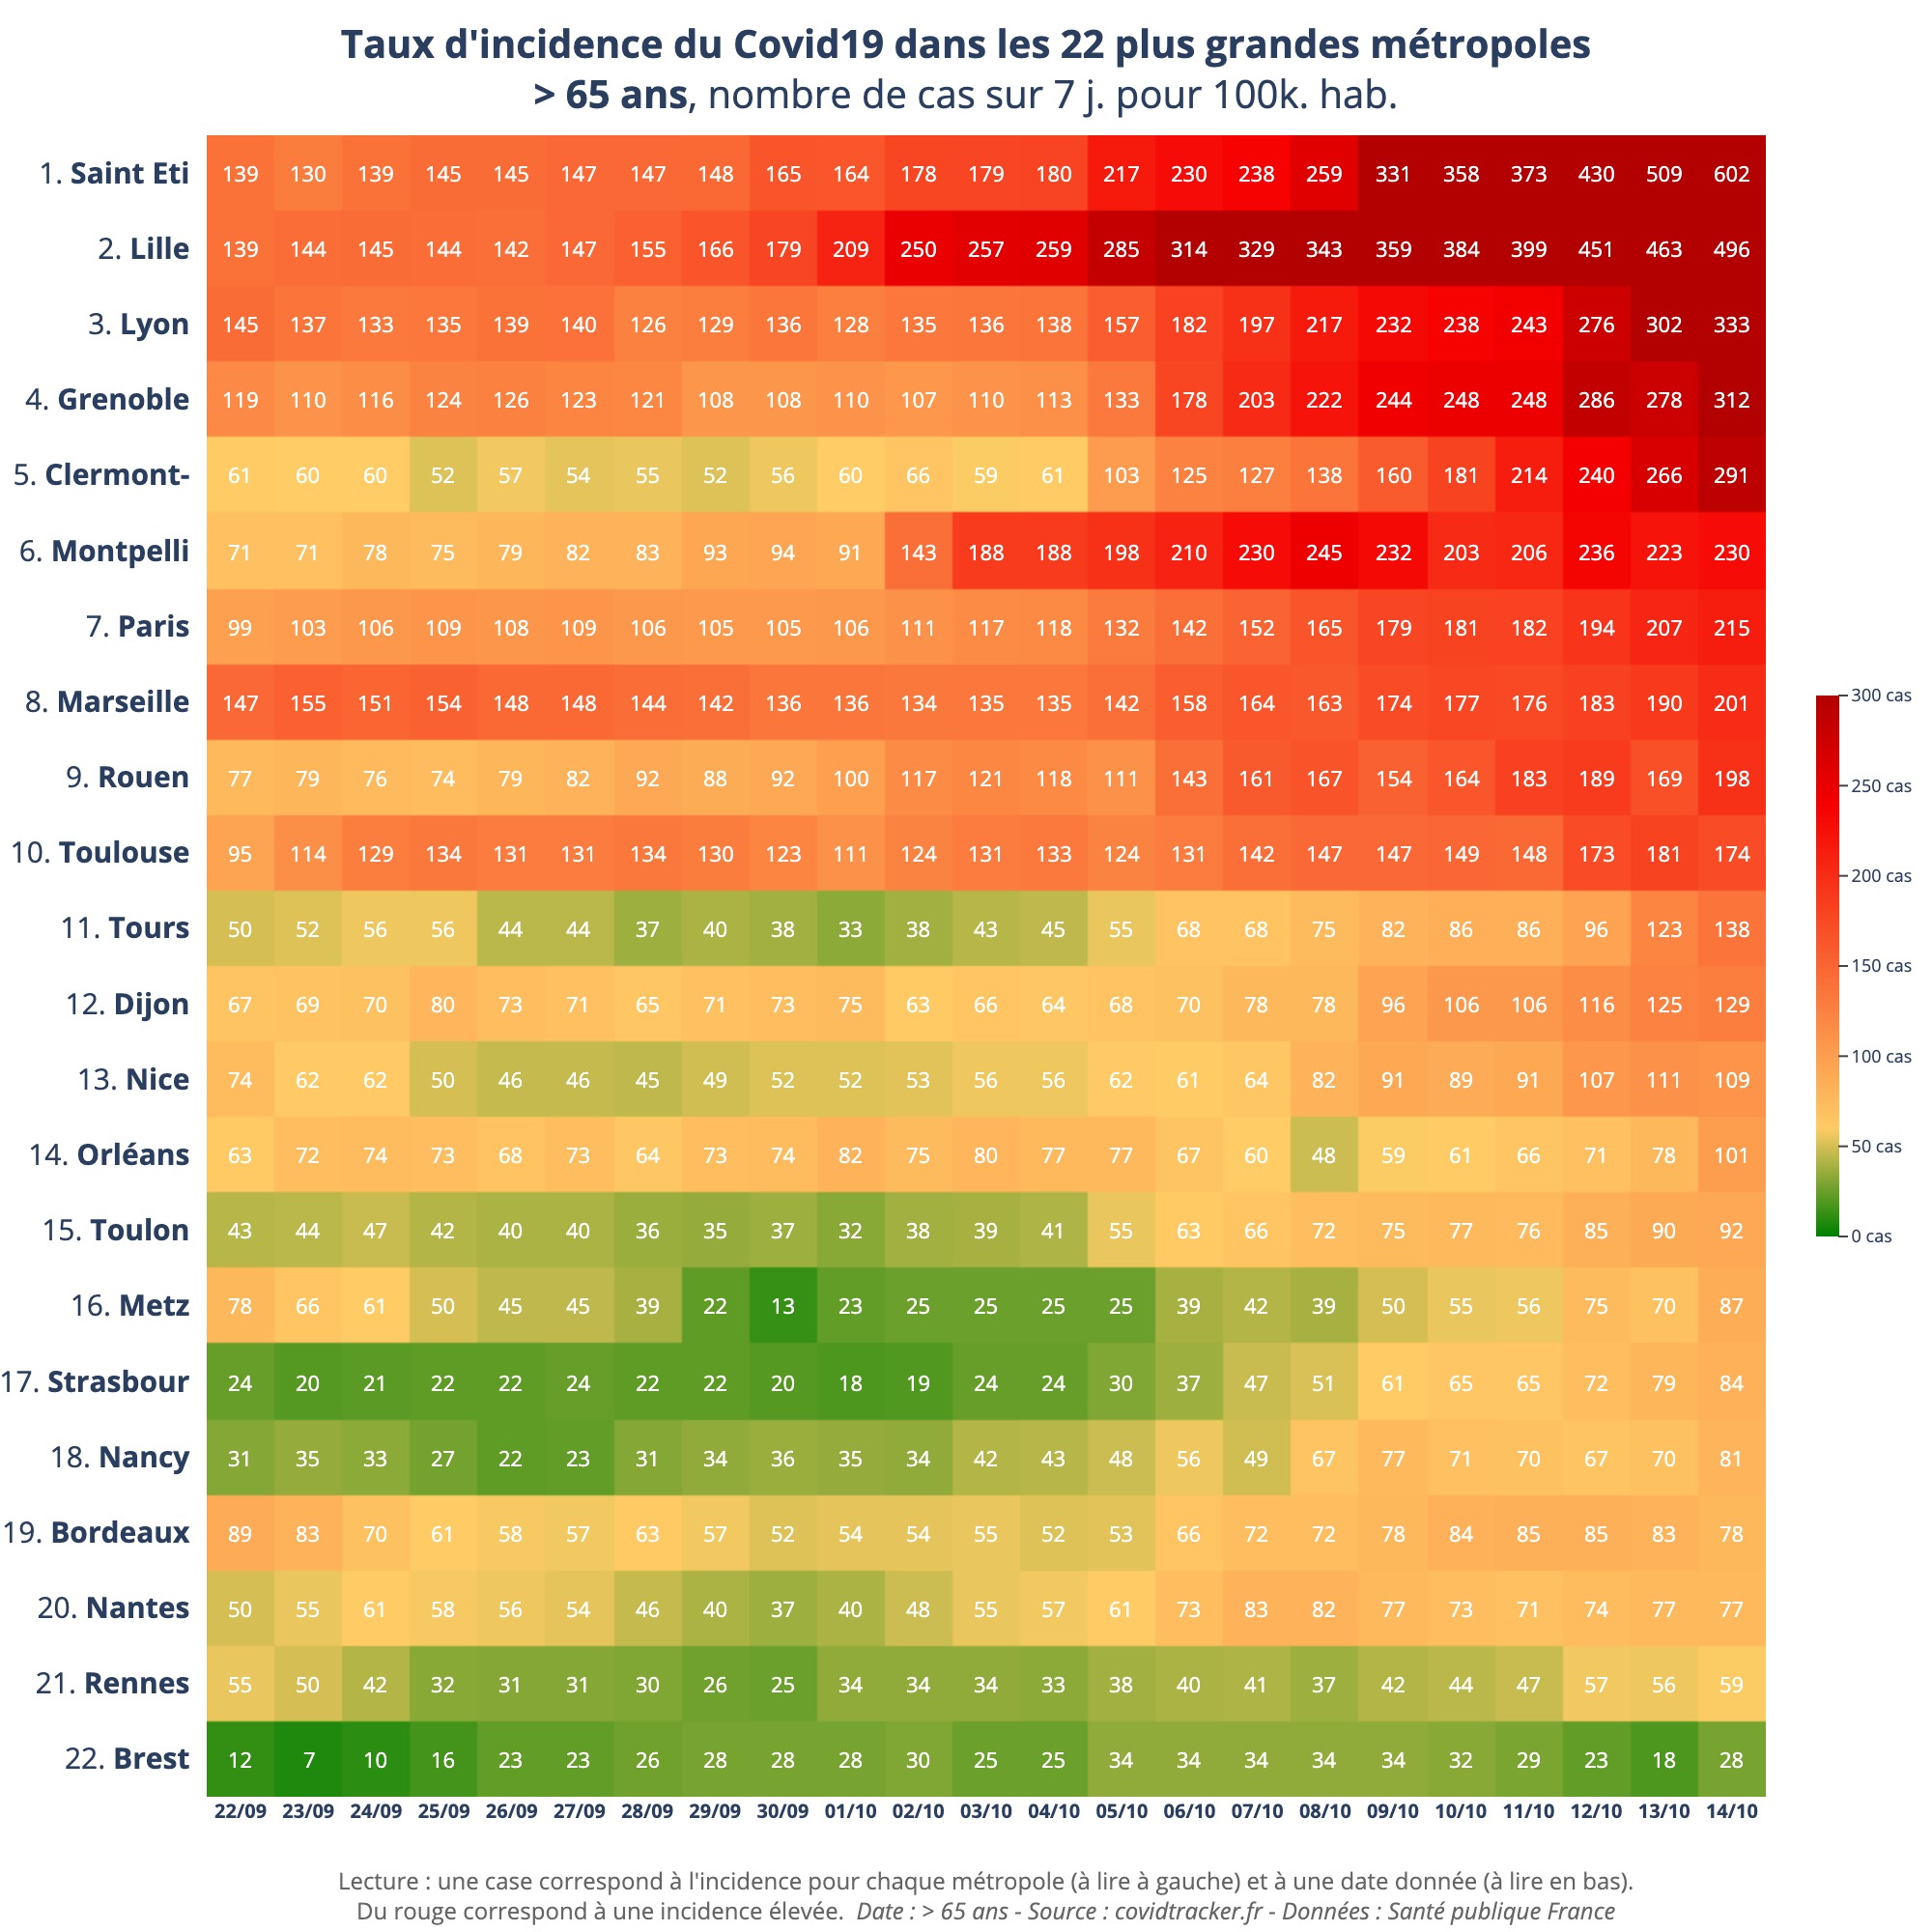 Taux d'incidence du Covid19 dans les 22 plus grandes métropoles
> 65 ans, nombre de cas sur 7 j. pour 100k. hab.
1. Saint Eti 139 130 139 145 145 147 147 148 165 164 178 179 180 217 230 238 259 331 358 373 430 509 602
2. Lille 139 144 145 144 142 147 155 166 179 209 250 257 259 285 314 329 343 359 384 399 451 463 496
3. Lyon 145 137 133 135 139 140 126 129 136 128 135 136 138 157 182 197 217 232 238 243 276 302 333
4. Grenoble 119 110 116 124 126 123 121 108 108 110 107 110 113 133 178 203 222 244 248 248 286 278 312
5. Clermont- 61 60 60 52 57 54 55 52 56 60 66 59 61 103 125 127 138 160 181 214 240 266 291
6. Montpelli 71 71 78 75 79 82 83 93 94 91 143 188 188 198 210 230 245 232 203 206 236 223 230
7. Paris 99 103 106 109 108 109 106 105 105 106 111 117 118 132 142 152 165 179 181 182 194 207 215
8. Marseille 147 155 151 154 148 148 144 142 136 136 134 135 135 142 158 164 163 174 177 176 183 190 201
9. Rouen 77 79 76 74 79 82 92 88 92 100 117 121 118 111 143 161 167 154 164 183 189 169 198
10. Toulouse 95 114 129 134 131 131 134 130 123 111 124 131 133 124 131 142 147 147 149 148 173 181 174
11. Tours 50 52 56 56 44 44 37 40 38 33 38 43 45 55 68 68 75 82 86 86 96 123 138
12. Dijon 67 69 70 80 73 71 65 71 73 75 63 66 64 68 70 78 78 96 106 106 116 125 129
13. Nice 74 62 62 50 46 46 45 49 52 52 53 56 56 62 61 64 82 91 89 91 107 111 109
14. Orléans 63 72 74 73 68 73 64 73 74 82 75 80 77 77 67 60 48 59 61 66 71 78 101
15. Toulon 43 44 47 42 40 40 36 35 37 32 38 39 41 55 63 66 72 75 77 76 85 90 92
16. Metz 78 66 61 50 45 45 39 22 13 23 25 25 25 25 39 42 39 50 55 56 75 70 87
17. Strasbour 24 20 21 22 22 24 22 22 20 18 19 24 24 30 37 47 51 61 65 65 72 79 84
18. Nancy 31 35 33 27 22 23 31 34 36 35 34 42 43 48 56 49 67 77 71 70 67 70 81
19. Bordeaux 89 83 70 61 58 57 63 57 52 54 54 55 52 53 66 72 72 78 84 85 85 83 78
20. Nantes 50 55 61 58 56 54 46 40 37 40 48 55 57 61 73 83 82 77 73 71 74 77 77
21. Rennes 55 50 42 32 31 31 30 26 25 34 34 34 33 38 40 41 37 42 44 47 57 56 59
22. Brest 12 7 10 16 23 23 26 28 28 28 30 25 25 34 34 34 34 34 32 29 23 18 28
22/09 23/09 24/09 25/09 26/09 27/09 28/09 29/09 30/09 01/10 02/10 03/10 04/10 05/10 06/10 07/10 08/10 09/10 10/10 11/10 12/10 13/10 14/10
300 cas
250 cas
200 cas
150 cas
100 cas
50 cas
0 cas
Lecture : une case correspond à l'incidence pour chaque métropole (à lire à gauche) et à une date donnée (à lire en bas).
Du rouge correspond à une incidence élevée. Date : > 65 ans - Source : covidtracker.fr - Données : Santé publique France